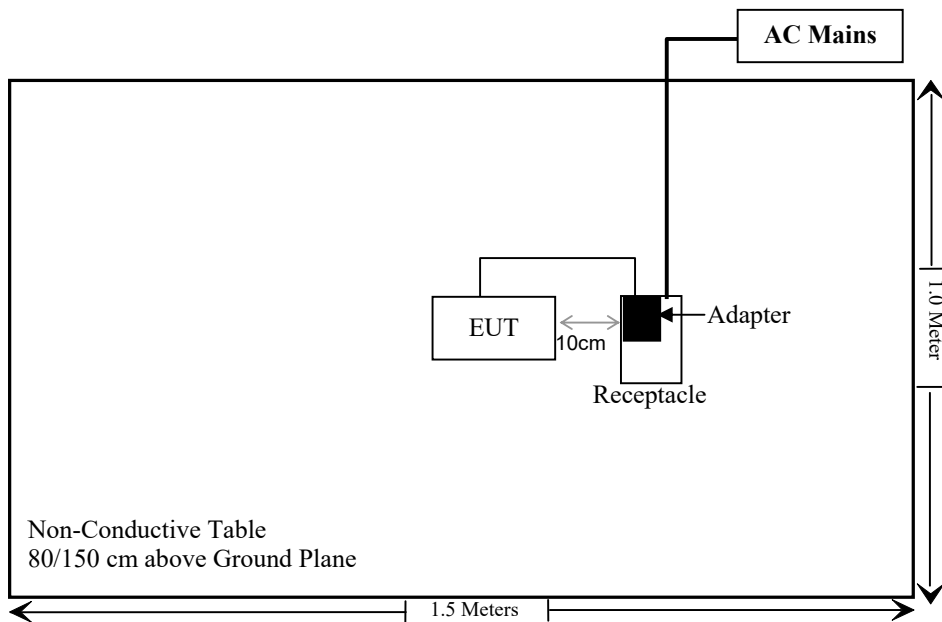 AC Mains
EUT
10cm
Adapter
Receptacle
1.0 Meter
Non-Conductive Table
80/150 cm above Ground Plane
1.5 Meters